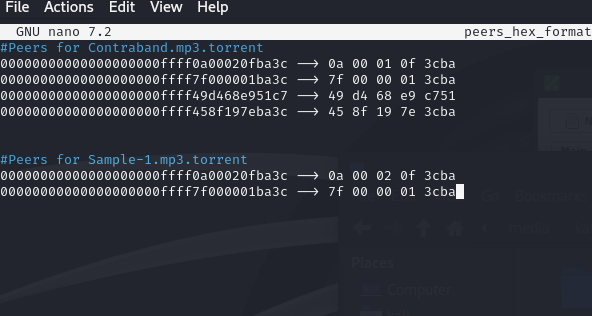 File Actions Edit View Help
GNU nano 7.2 peers_hex_format
#Peers for Contraband.mp3.torrent
00000000000000000000ffff0a00020fba3c —> 0a 00 01 0f 3cba
00000000000000000000ffff7f000001ba3c —> 7f 00 00 01 3cba
00000000000000000000ffff49d468e951c7 —> 49 d4 68 e9 c751
00000000000000000000ffff458f197eba3c —> 45 8f 19 7e 3cba
#Peers for Sample-1.mp3.torrent
00000000000000000000ffff0a00020fba3c —> 0a 00 02 0f 3cba
00000000000000000000ffff7f000001ba3c —> 7f 00 00 01 3cba
Places
Computer